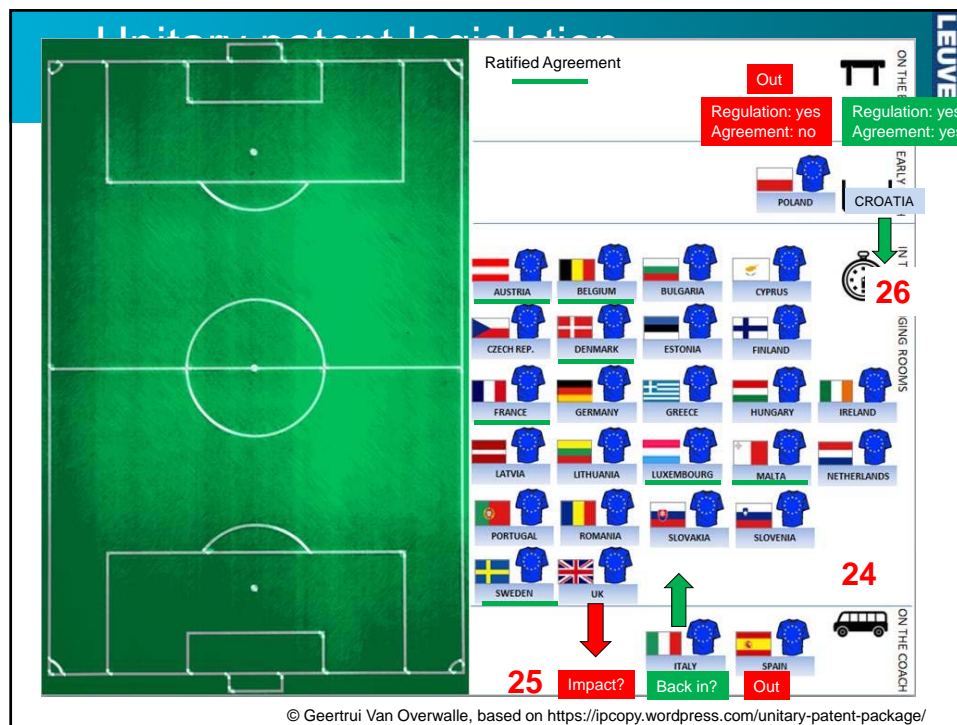 Unitary patent legislation
LEUVE
Ratified Agreement
Out
ON THE B
Regulation: yes
Agreement: no
Regulation: yes
Agreement: yes
EARLY
POLAND
CROATIA
IN T
GING ROOMS
26
AUSTRIA
BELGIUM
BULGARIA
CYPRUS
CZECH REP.
DENMARK
ESTONIA
FINLAND
FRANCE
GERMANY
GREECE
HUNGARY
IRELAND
LATVIA
LITHUANIA
LUXEMBOURG
MALTA
NETHERLANDS
PORTUGAL
ROMANIA
SLOVAKIA
SLOVENIA
24
SWEDEN
UK
ON THE COACH
ITALY
SPAIN
25
Impact?
Back in?
Out
© Geertrui Van Overwalle, based on https://ipcopy.wordpress.com/unitary-patent-package/